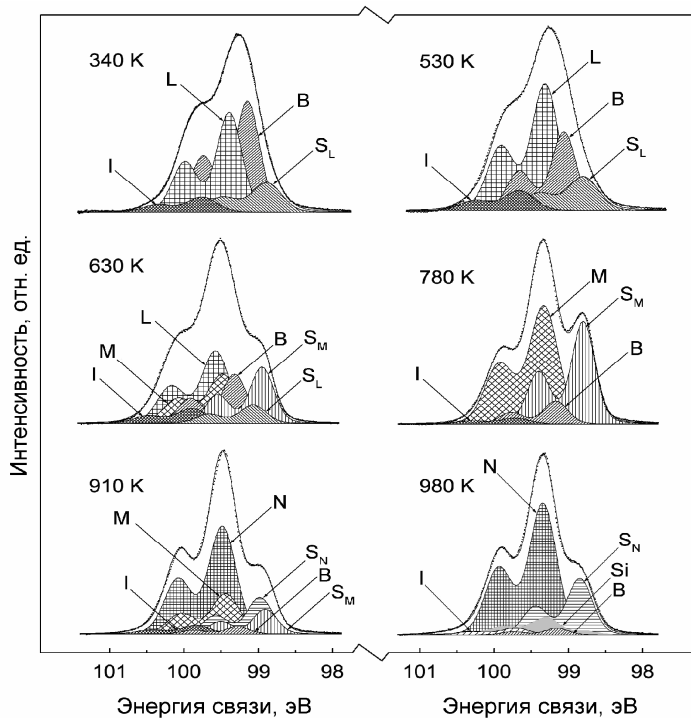 340 K
L
B
S_L
I
530 K
L
B
S_L
I
630 K
L
M
I
B
S_M
S_L
780 K
M
S_M
B
I
910 K
M
N
I
S_N
B
S_M
980 K
N
S_N
Si
B
I
Интенсивность, отн. ед.
101 100 99 98
101 100 99 98
Энергия связи, эВ
Энергия связи, эВ